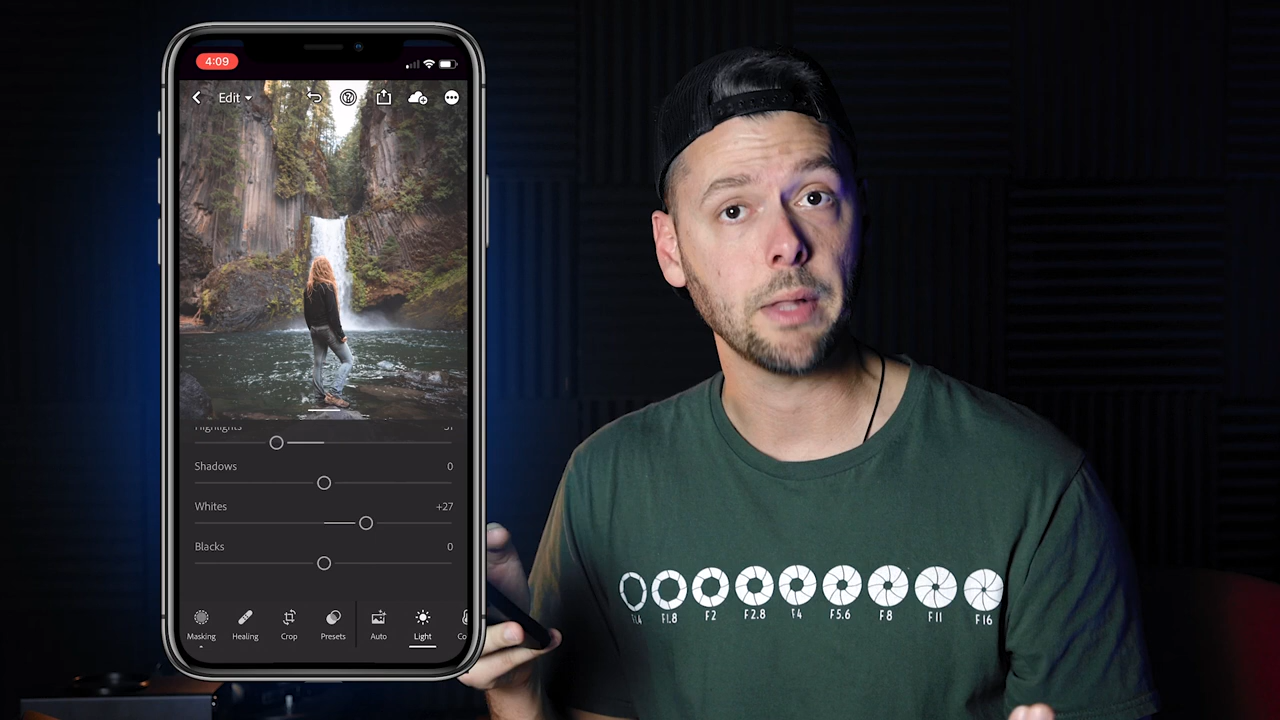 4:09
Edit
Shadows 0
Whites +27
Blacks 0
Masking Healing Crop Presets Auto Light
F1.8 F2 F2.8 F4 F5.6 F8 F11 F16